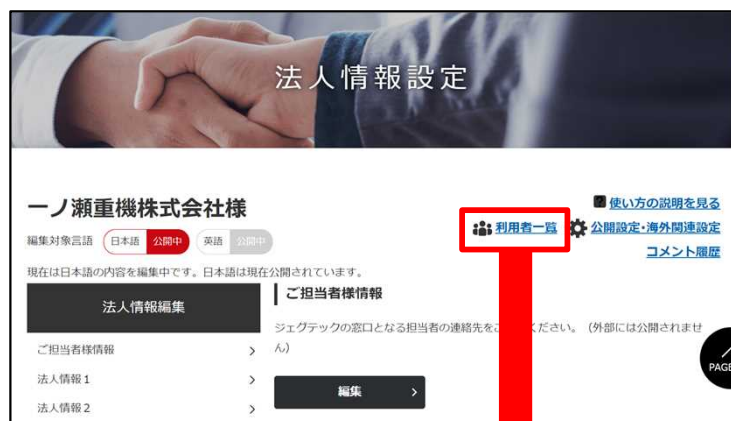 法人情報設定
一ノ瀬重機株式会社様
使い方の説明を見る
利用者一覧 公開設定・海外関連設定
編集対象言語 日本語 公開中 英語 公開中
コメント履歴
現在は日本語の内容を編集中です。日本語は現在公開されています。
法人情報編集
ご担当者様情報
ジェグテックの窓口となる担当者の連絡先をご ください。(外部には公開されません)
ご担当者様情報
法人情報1
法人情報2
編集
PAGE